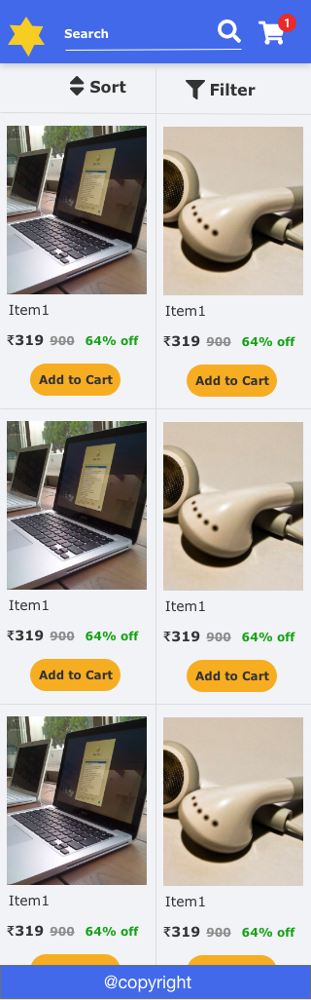 Search
1
Sort
Filter
Item1
Item1
₹319 900 64% off
₹319 900 64% off
Add to Cart
Add to Cart
Item1
Item1
₹319 900 64% off
₹319 900 64% off
Add to Cart
Add to Cart
Item1
Item1
₹319 900 64% off
₹319 900 64% off
@copyright